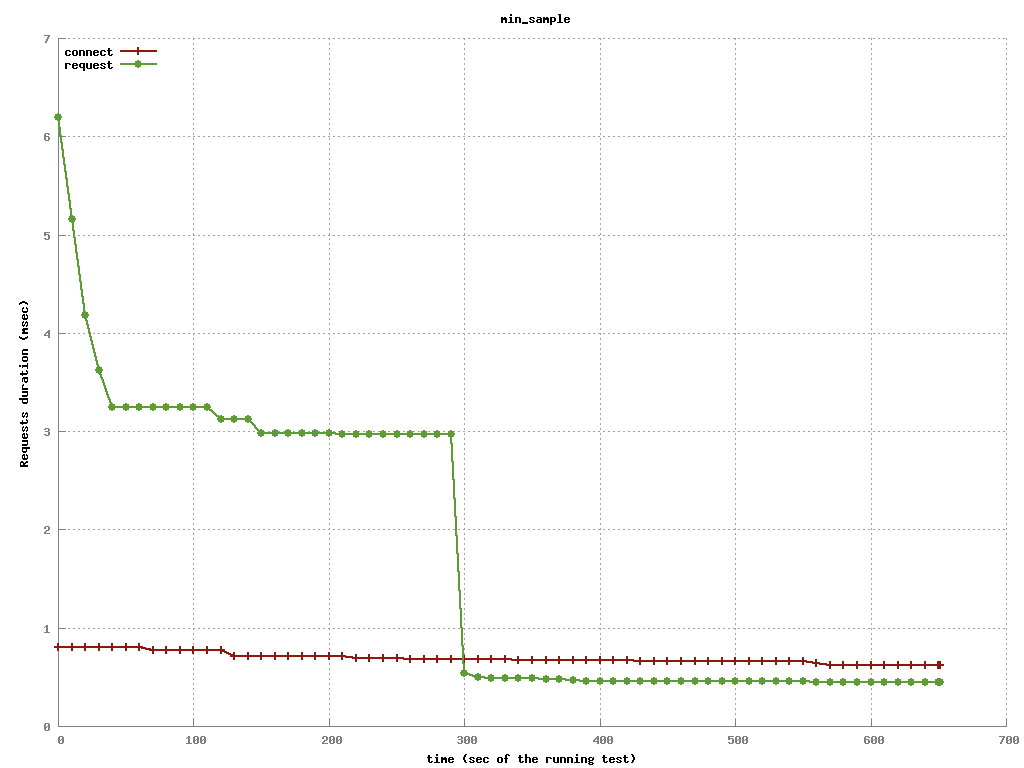 min_sample
connect
request
7
6
5
4
3
2
1
0
Requests duration (msec)
0 100 200 300 400 500 600 700
time (sec of the running test)